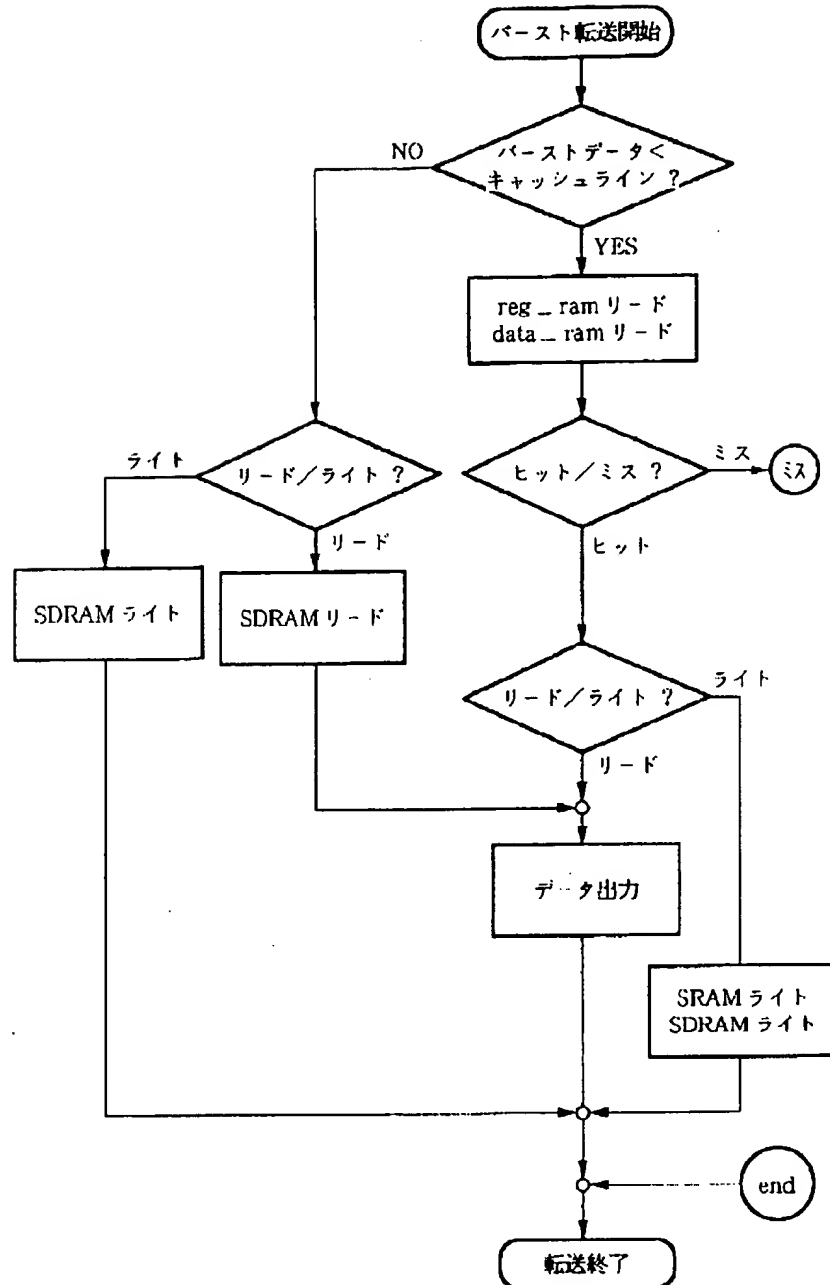 バースト転送開始
バーストデータ<
キャッシュライン ?
NO
YES
reg_ram リード
data_ram リード
ライト
リード/ライト ?
リード
ヒット/ミス ?
ミス
ミス
ヒット
SDRAM ライト
SDRAM リード
リード/ライト ?
ライト
リード
データ出力
SRAM ライト
SDRAM ライト
end
転送終了